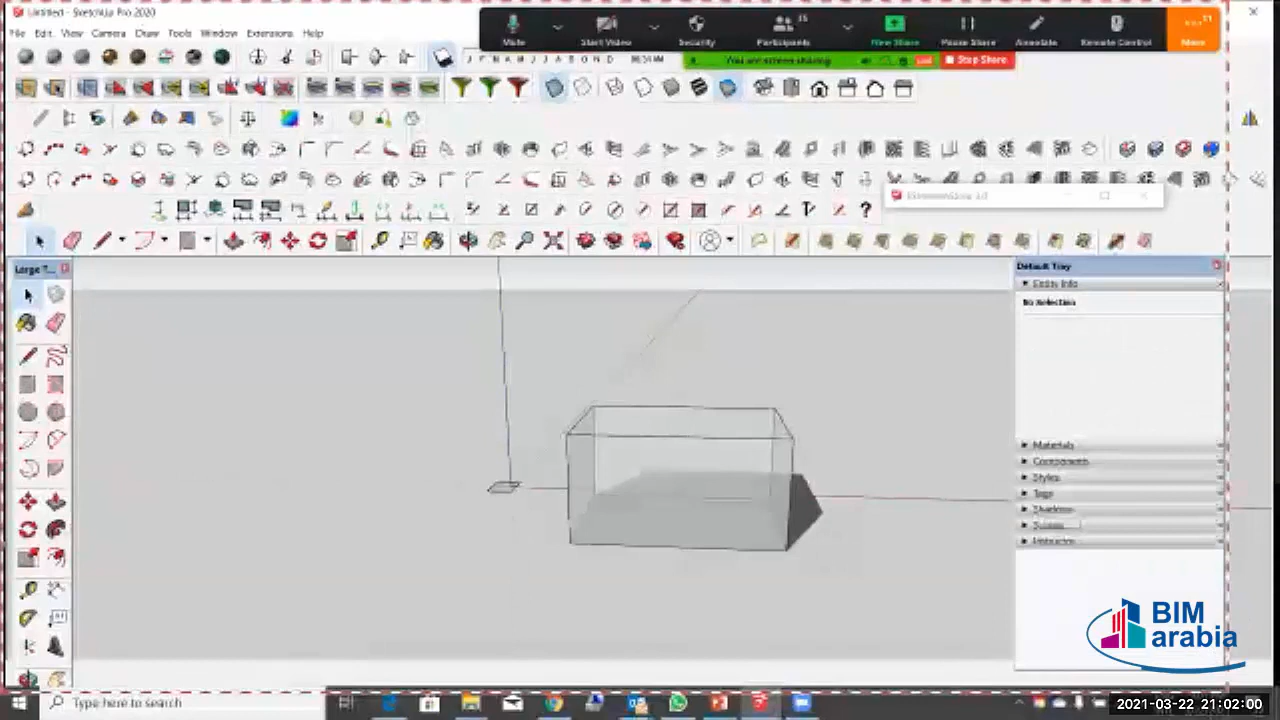 Untitled - SketchUp Pro 2020
File Edit View Camera Draw Tools Window Extensions Help
Mute
Start Video
Security
Participants
New Share
Pause Share
Annotate
Remote Control
More
You are screen sharing
Stop Share
J F M A M J J A S O N D
Large T...
Default Tray
Entity Info
No Selection
Materials
Components
Styles
Tags
Shadows
Scenes
Instructor
BIM
arabia
Type here to search
2021-03-22 21:02:00